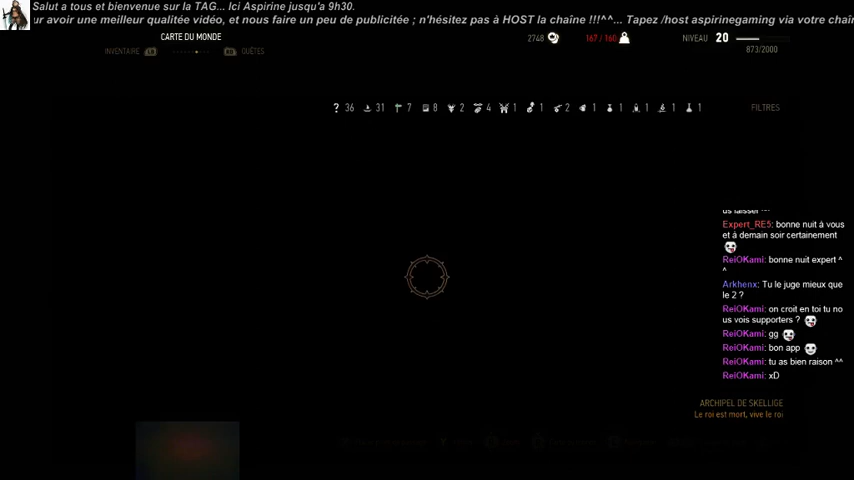 Salut a tous et bienvenue sur la TAG... Ici Aspirine jusqu'a 9h30.
ur avoir une meilleur qualitée vidéo, et nous faire un peu de publicitée ; n'hésitez pas à HOST la chaîne !!!^^... Tapez /host aspirinegaming via votre chaîn
CARTE DU MONDE
2748 167 / 160 NIVEAU 20
INVENTAIRE LB RB QUÊTES
873/2000
? 36 31 7 8 2 4 1 1 2 1 1 1 1 1 FILTRES
Expert_RE5: bonne nuit à vous
et à demain soir certainement
ReiOKami: bonne nuit expert ^
^
Arkhenx: Tu le juge mieux que
le 2 ?
ReiOKami: on croit en toi tu no
us vois supporters ?
ReiOKami: gg
ReiOKami: bon app
ReiOKami: tu as bien raison ^^
ReiOKami: xD
ARCHIPEL DE SKELLIGE
Le roi est mort, vive le roi